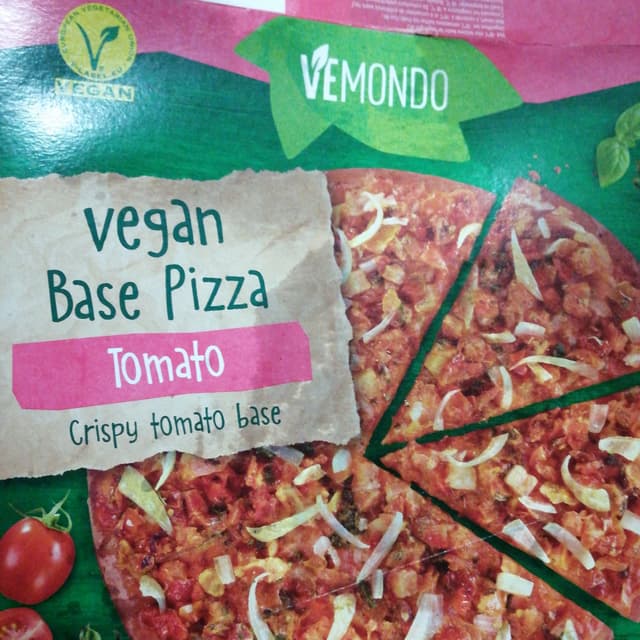 VEGAN
VEMONDO
vegan
Base Pizza
Tomato
Crispy tomato base